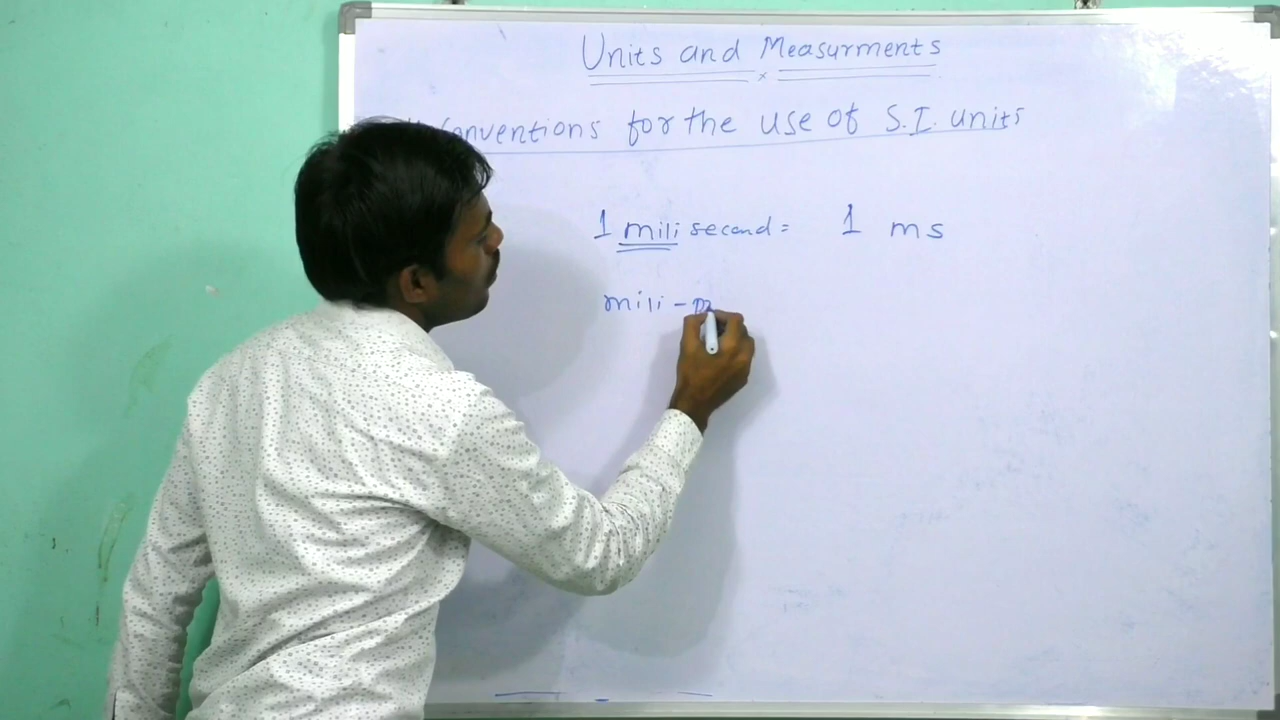 Units and Measurments
x
conventions for the use of S.I. units
1 mili second = 1 ms
mili - m